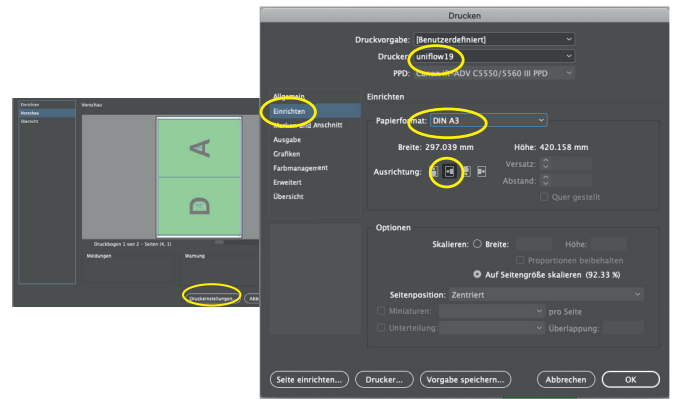 Einrichten
Vorschau
Übersicht
Vorschau
A
D
Druckbogen 1 von 2 – Seiten (4, 1)
Meldungen
Warnung
Druckeinstellungen...
Abb
Drucken
Druckvorgabe: [Benutzerdefiniert]
Drucker: uniflow19
PPD: Canon iR-ADV C5550/5560 III PPD
Allgemein
Einrichten
Marken und Anschnitt
Ausgabe
Grafiken
Farbmanagement
Erweitert
Übersicht
Einrichten
Papierformat: DIN A3
Breite: 297.039 mm
Höhe: 420.158 mm
Ausrichtung:
Versatz:
Abstand:
Quer gestellt
Optionen
Skalieren: Breite:
Höhe:
Proportionen beibehalten
Auf Seitengröße skalieren (92.33 %)
Seitenposition: Zentriert
Miniaturen:
pro Seite
Unterteilung:
Überlappung:
Seite einrichten...
Drucker...
Vorgabe speichern...
Abbrechen
OK